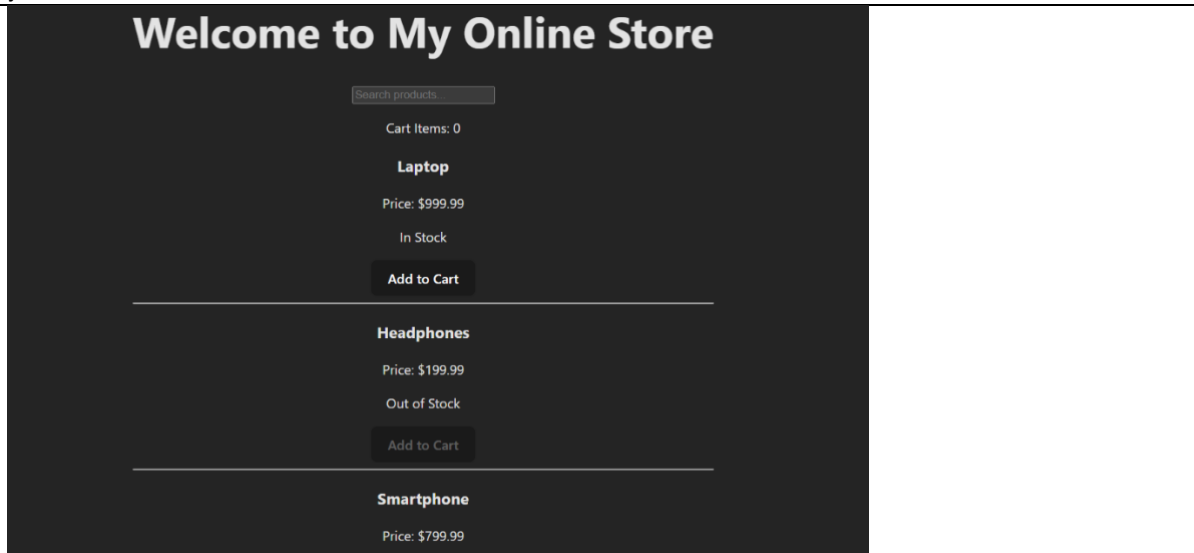 Welcome to My Online Store
Search products...
Cart Items: 0
Laptop
Price: $999.99
In Stock
Add to Cart
Headphones
Price: $199.99
Out of Stock
Add to Cart
Smartphone
Price: $799.99